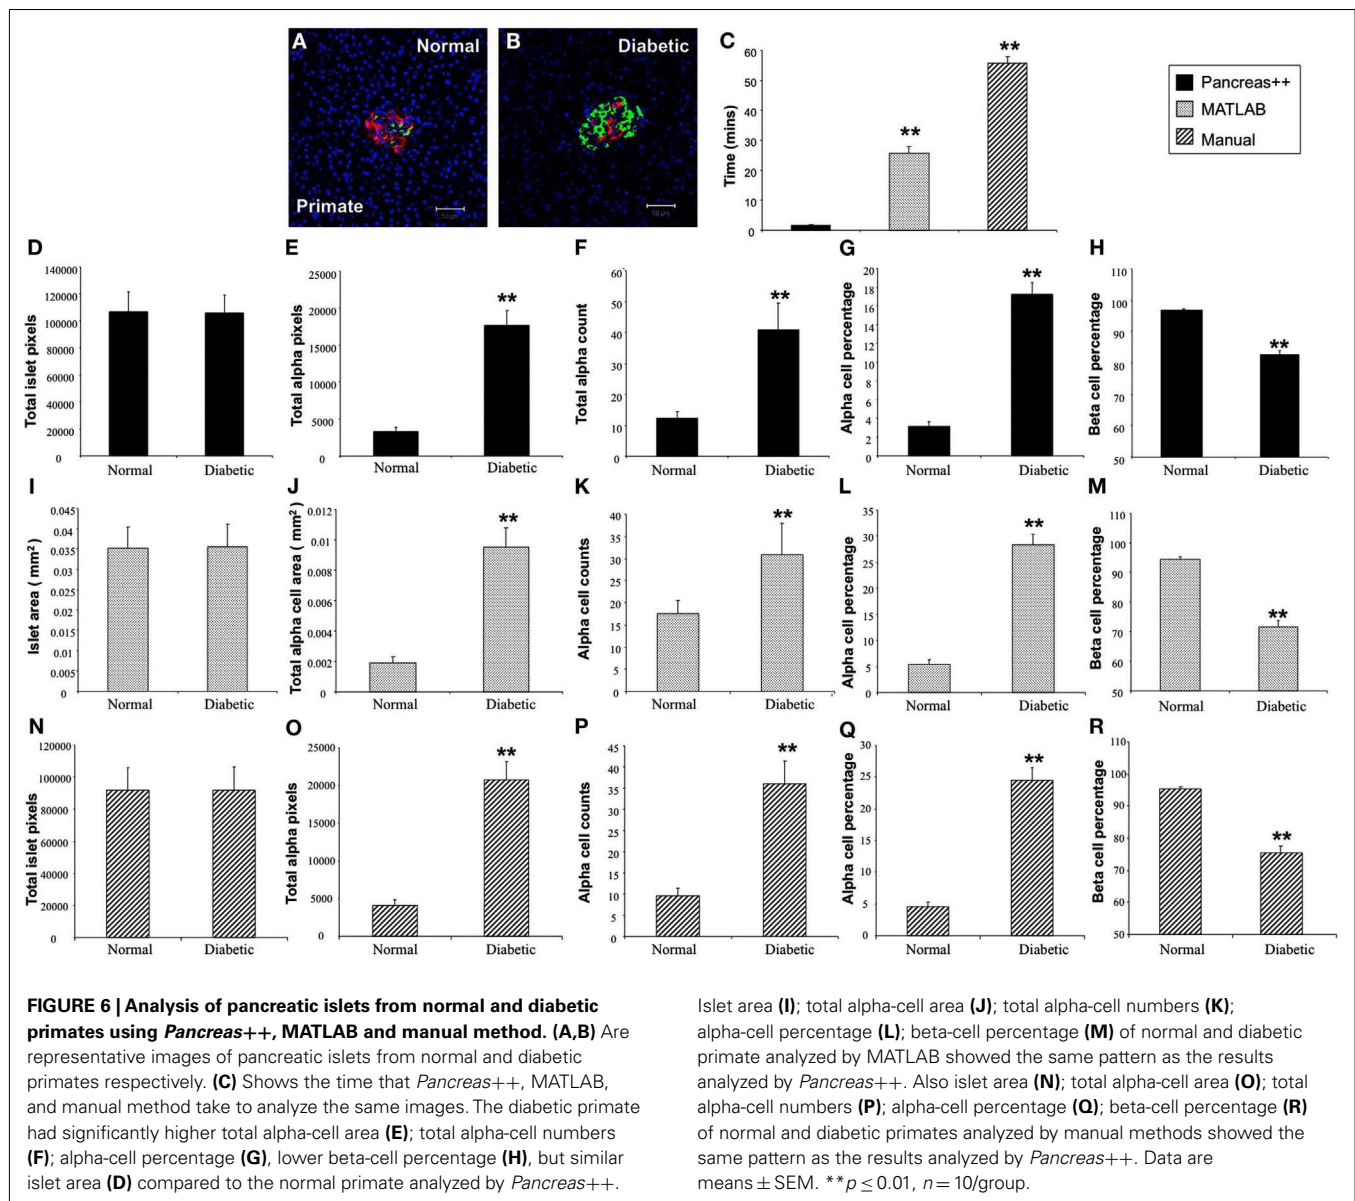 A
Normal
Primate
50 µm
B
Diabetic
50 µm
C
Time (mins)
60
50
40
30
20
10
0
**
**
Pancreas++
MATLAB
Manual
D
Total islet pixels
140000
120000
100000
80000
60000
40000
20000
0
Normal
Diabetic
E
Total alpha pixels
25000
20000
15000
10000
5000
0
**
Normal
Diabetic
F
Total alpha count
60
50
40
30
20
10
0
**
Normal
Diabetic
G
Alpha cell percentage
20
18
16
14
12
10
8
6
4
2
0
**
Normal
Diabetic
H
Beta cell percentage
110
100
90
80
70
60
50
**
Normal
Diabetic
I
Islet area ( mm²)
0.045
0.04
0.035
0.03
0.025
0.02
0.015
0.01
0.005
0
Normal
Diabetic
J
Total alpha cell area ( mm²)
0.012
0.01
0.008
0.006
0.004
0.002
0
**
Normal
Diabetic
K
Alpha cell counts
40
35
30
25
20
15
10
5
0
**
Normal
Diabetic
L
Alpha cell percentage
35
30
25
20
15
10
5
0
**
Normal
Diabetic
M
Beta cell percentage
110
100
90
80
70
60
50
**
Normal
Diabetic
N
Total islet pixels
120000
100000
80000
60000
40000
20000
0
Normal
Diabetic
O
Total alpha pixels
25000
20000
15000
10000
5000
0
**
Normal
Diabetic
P
Alpha cell counts
45
40
35
30
25
20
15
10
5
0
**
Normal
Diabetic
Q
Alpha cell percentage
30
25
20
15
10
5
0
**
Normal
Diabetic
R
Beta cell percentage
110
100
90
80
70
60
50
**
Normal
Diabetic
FIGURE 6 | Analysis of pancreatic islets from normal and diabetic
primates using Pancreas++, MATLAB and manual method. (A,B) Are
representative images of pancreatic islets from normal and diabetic
primates respectively. (C) Shows the time that Pancreas++, MATLAB,
and manual method take to analyze the same images. The diabetic primate
had significantly higher total alpha-cell area (E); total alpha-cell numbers
(F); alpha-cell percentage (G), lower beta-cell percentage (H), but similar
islet area (D) compared to the normal primate analyzed by Pancreas++.
Islet area (I); total alpha-cell area (J); total alpha-cell numbers (K);
alpha-cell percentage (L); beta-cell percentage (M) of normal and diabetic
primate analyzed by MATLAB showed the same pattern as the results
analyzed by Pancreas++. Also islet area (N); total alpha-cell area (O); total
alpha-cell numbers (P); alpha-cell percentage (Q); beta-cell percentage (R)
of normal and diabetic primates analyzed by manual methods showed the
same pattern as the results analyzed by Pancreas++. Data are
means ± SEM. **p ≤ 0.01, n = 10/group.